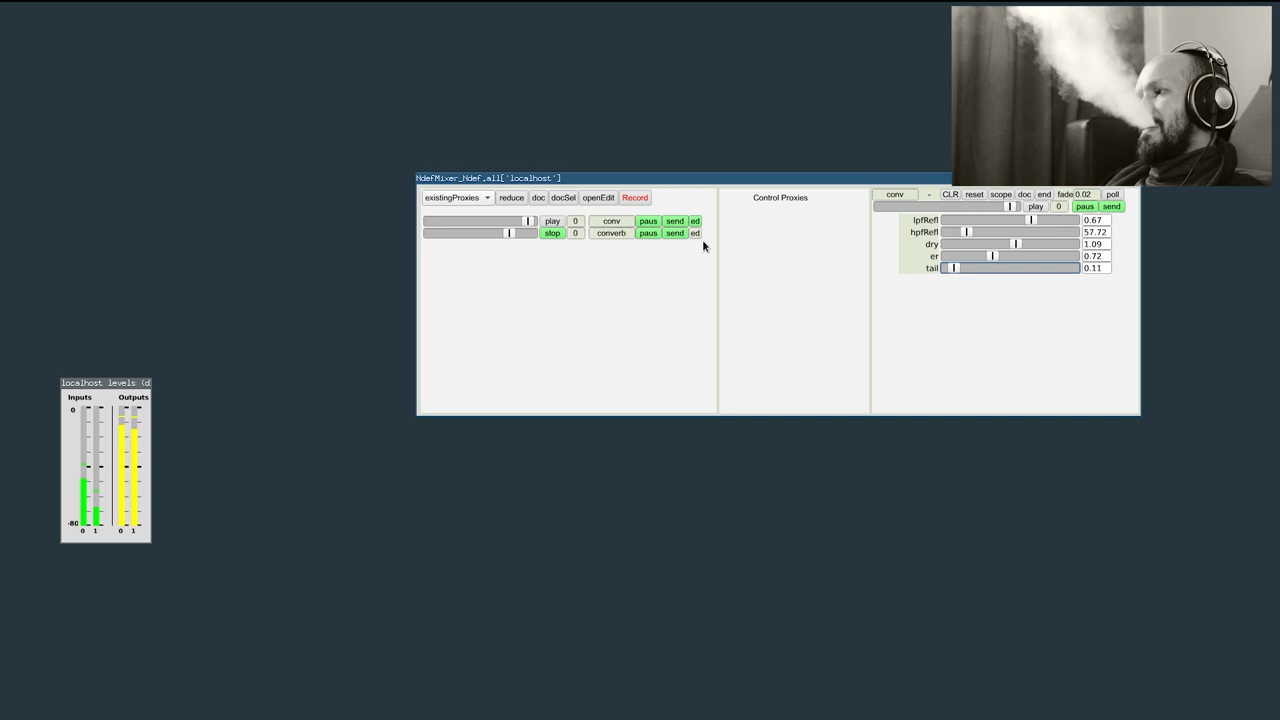 NdefMixer_Ndef.all['localhost']
existingProxies reduce doc docSel openEdit Record
play 0 conv paus send ed
stop 0 converb paus send ed
Control Proxies
conv - CLR reset scope doc end fade 0.02 poll
play 0 paus send
lpfRefl 0.67
hpfRefl 57.72
dry 1.09
er 0.72
tail 0.11
localhost levels (d
Inputs Outputs
0
-80
0 1 0 1